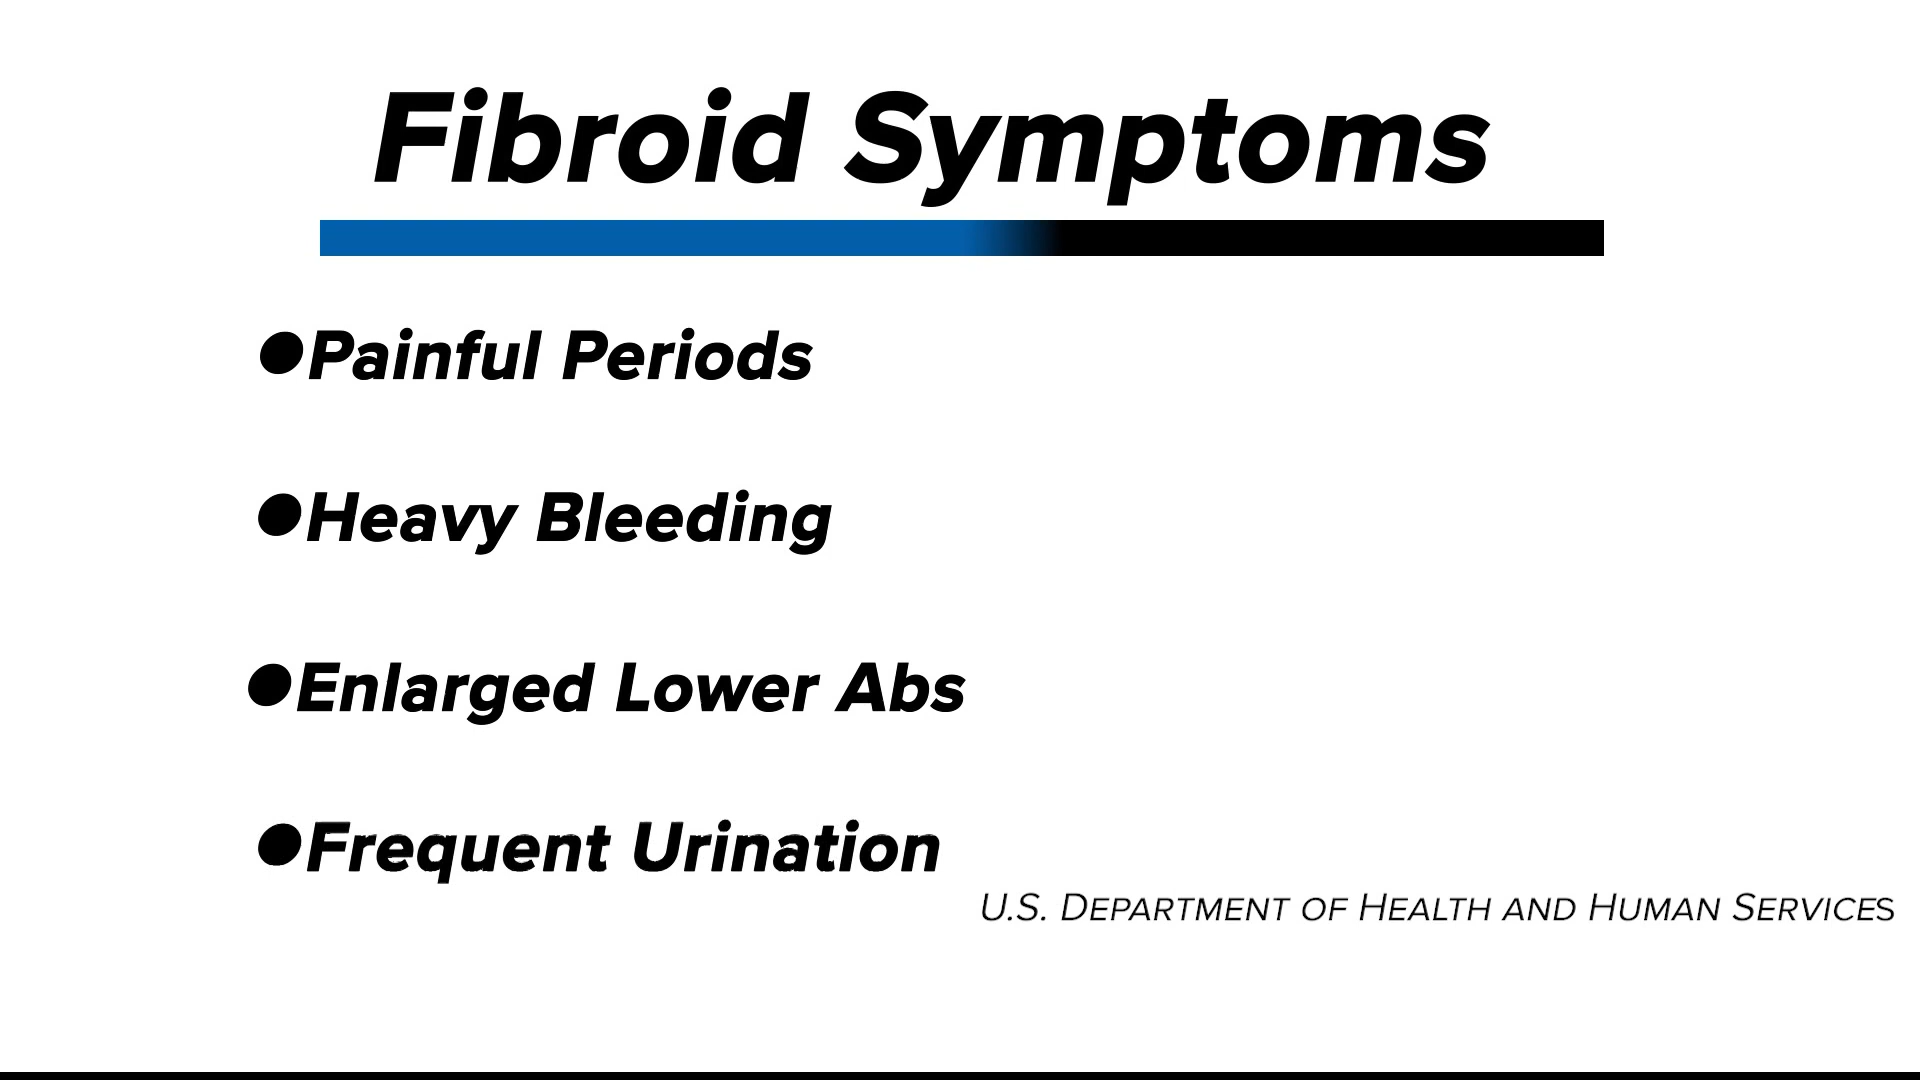 Fibroid Symptoms
●Painful Periods
●Heavy Bleeding
●Enlarged Lower Abs
●Frequent Urination
U.S. Department of Health and Human Services